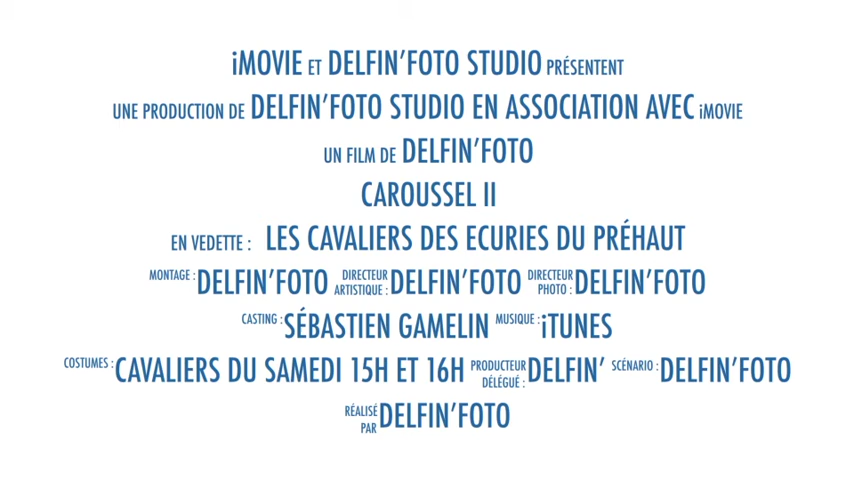 iMOVIE ET DELFIN'FOTO STUDIO PRÉSENTENT
UNE PRODUCTION DE DELFIN'FOTO STUDIO EN ASSOCIATION AVEC iMOVIE
UN FILM DE DELFIN'FOTO
CAROUSSEL II
EN VEDETTE : LES CAVALIERS DES ECURIES DU PRÉHAUT
MONTAGE : DELFIN'FOTO DIRECTEUR ARTISTIQUE : DELFIN'FOTO DIRECTEUR PHOTO : DELFIN'FOTO
CASTING : SÉBASTIEN GAMELIN MUSIQUE : iTUNES
COSTUMES : CAVALIERS DU SAMEDI 15H ET 16H PRODUCTEUR DÉLÉGUÉ : DELFIN' SCÉNARIO : DELFIN'FOTO
RÉALISÉ PAR DELFIN'FOTO